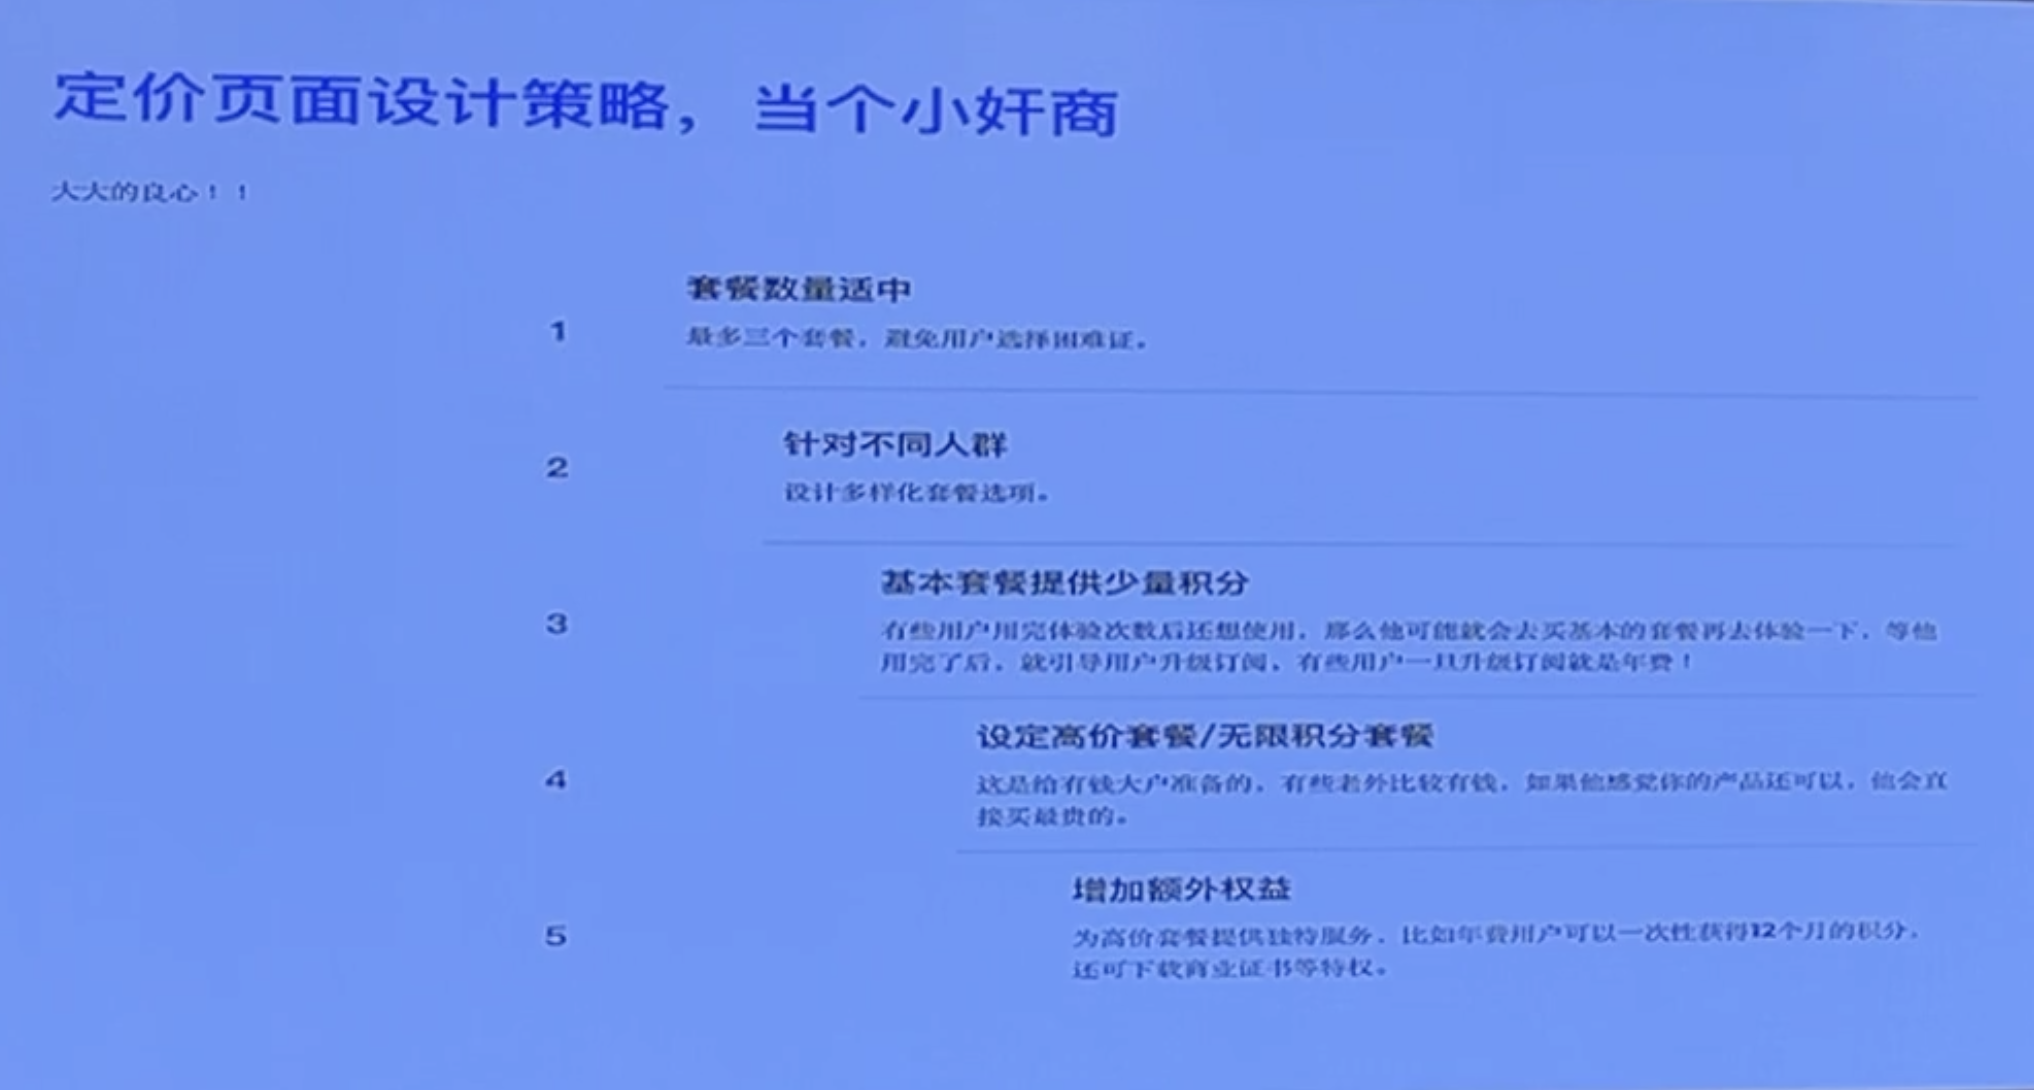 定价页面设计策略，当个小奸商
大大的良心！！
1
套餐数量适中
最多三个套餐，避免用户选择困难证。
2
针对不同人群
设计多样化套餐选项。
3
基本套餐提供少量积分
有些用户用完体验次数后还想使用，那么他可能就会去买基本的套餐再去体验一下，等他
用完了后，就引导用户升级订阅，有些用户一旦升级订阅就是年费！
4
设定高价套餐/无限积分套餐
这是给有钱大户准备的，有些老外比较有钱，如果他感觉你的产品还可以，他会直
接买最贵的。
5
增加额外权益
为高价套餐提供独特服务，比如年费用户可以一次性获得12个月的积分，
还可下载商业证书等特权。